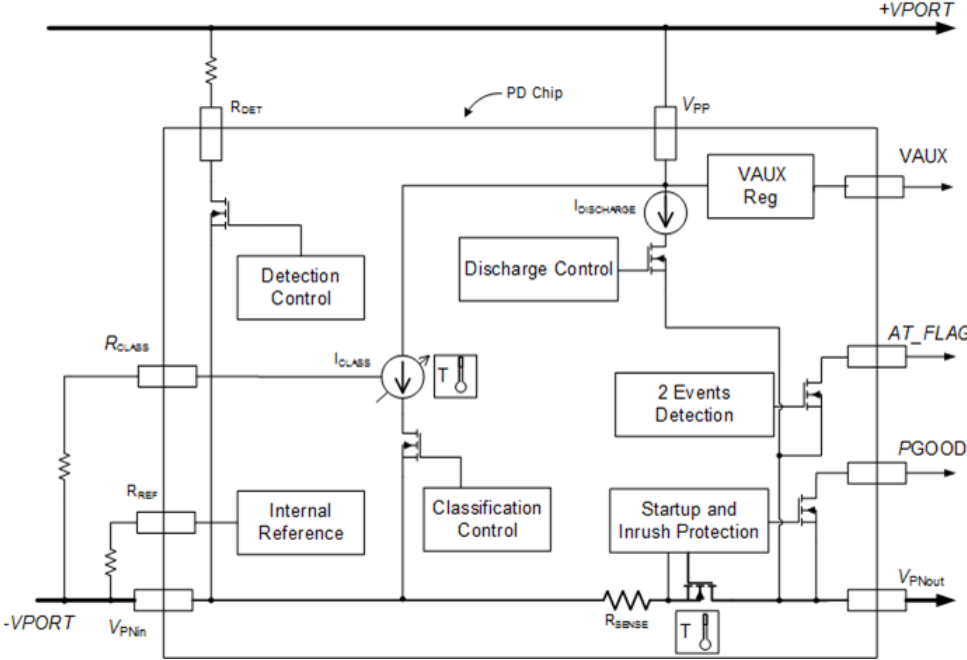 +VPORT
PD Chip
RDET
VPP
VAUX
VAUX
Reg
IDISCHARGE
Discharge Control
Detection
Control
RCLASS
ICLASS
T
AT_FLAG
2 Events
Detection
PGOOD
RREF
Internal
Reference
Classification
Control
Startup and
Inrush Protection
-VPORT
VPNin
RSENSE
T
VPNout